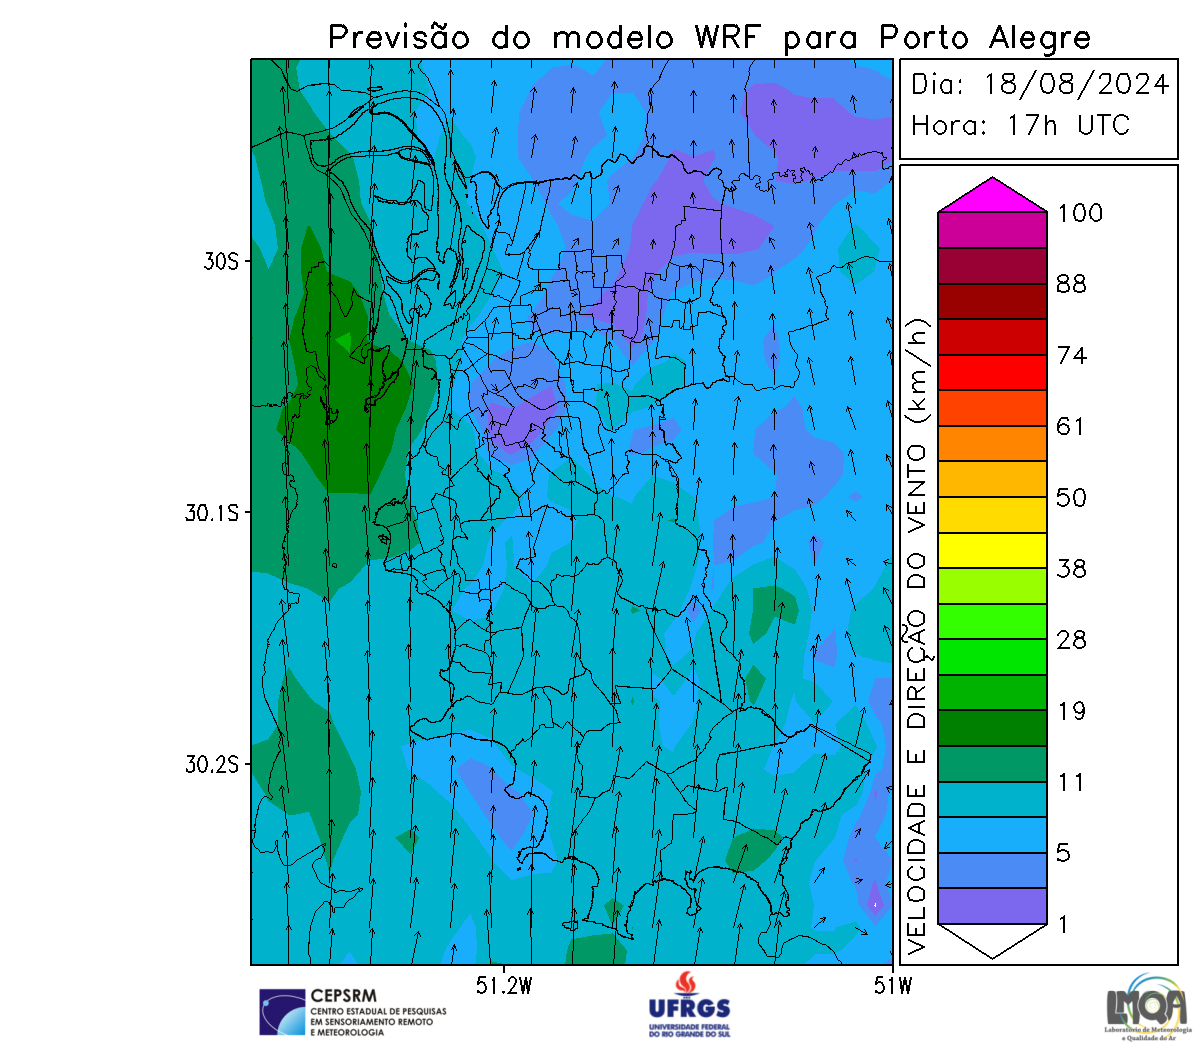 Previsão do modelo WRF para Porto Alegre
Dia: 18/08/2024
Hora: 17h UTC
30S
30.1S
30.2S
51.2W
51W
VELOCIDADE E DIREÇÃO DO VENTO (km/h)
100
88
74
61
50
38
28
19
11
5
1
CEPSRM
CENTRO ESTADUAL DE PESQUISAS
EM SENSORIAMENTO REMOTO
E METEOROLOGIA
UFRGS
UNIVERSIDADE FEDERAL
DO RIO GRANDE DO SUL
LMQA
Laboratório de Meteorologia
e Qualidade do Ar